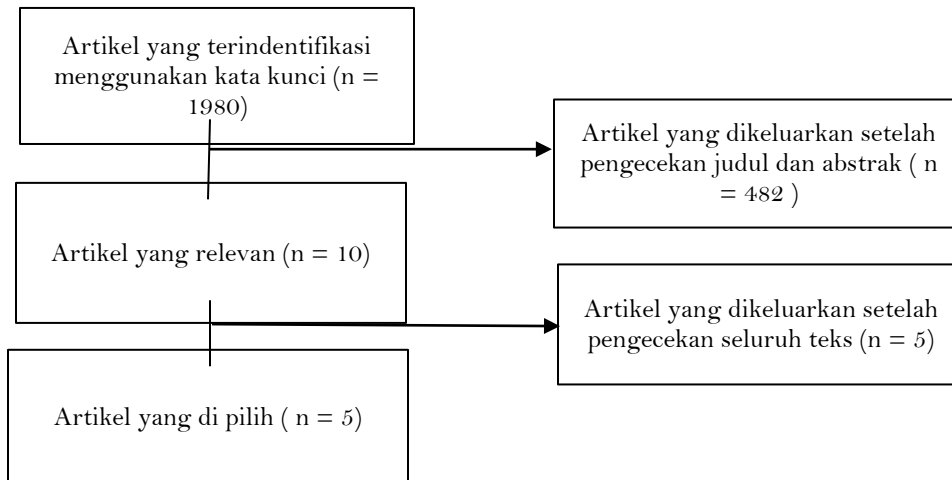 Artikel yang terindentifikasi
menggunakan kata kunci (n =
1980)
Artikel yang dikeluarkan setelah
pengecekan judul dan abstrak ( n
= 482 )
Artikel yang relevan (n = 10)
Artikel yang dikeluarkan setelah
pengecekan seluruh teks (n = 5)
Artikel yang di pilih ( n = 5)